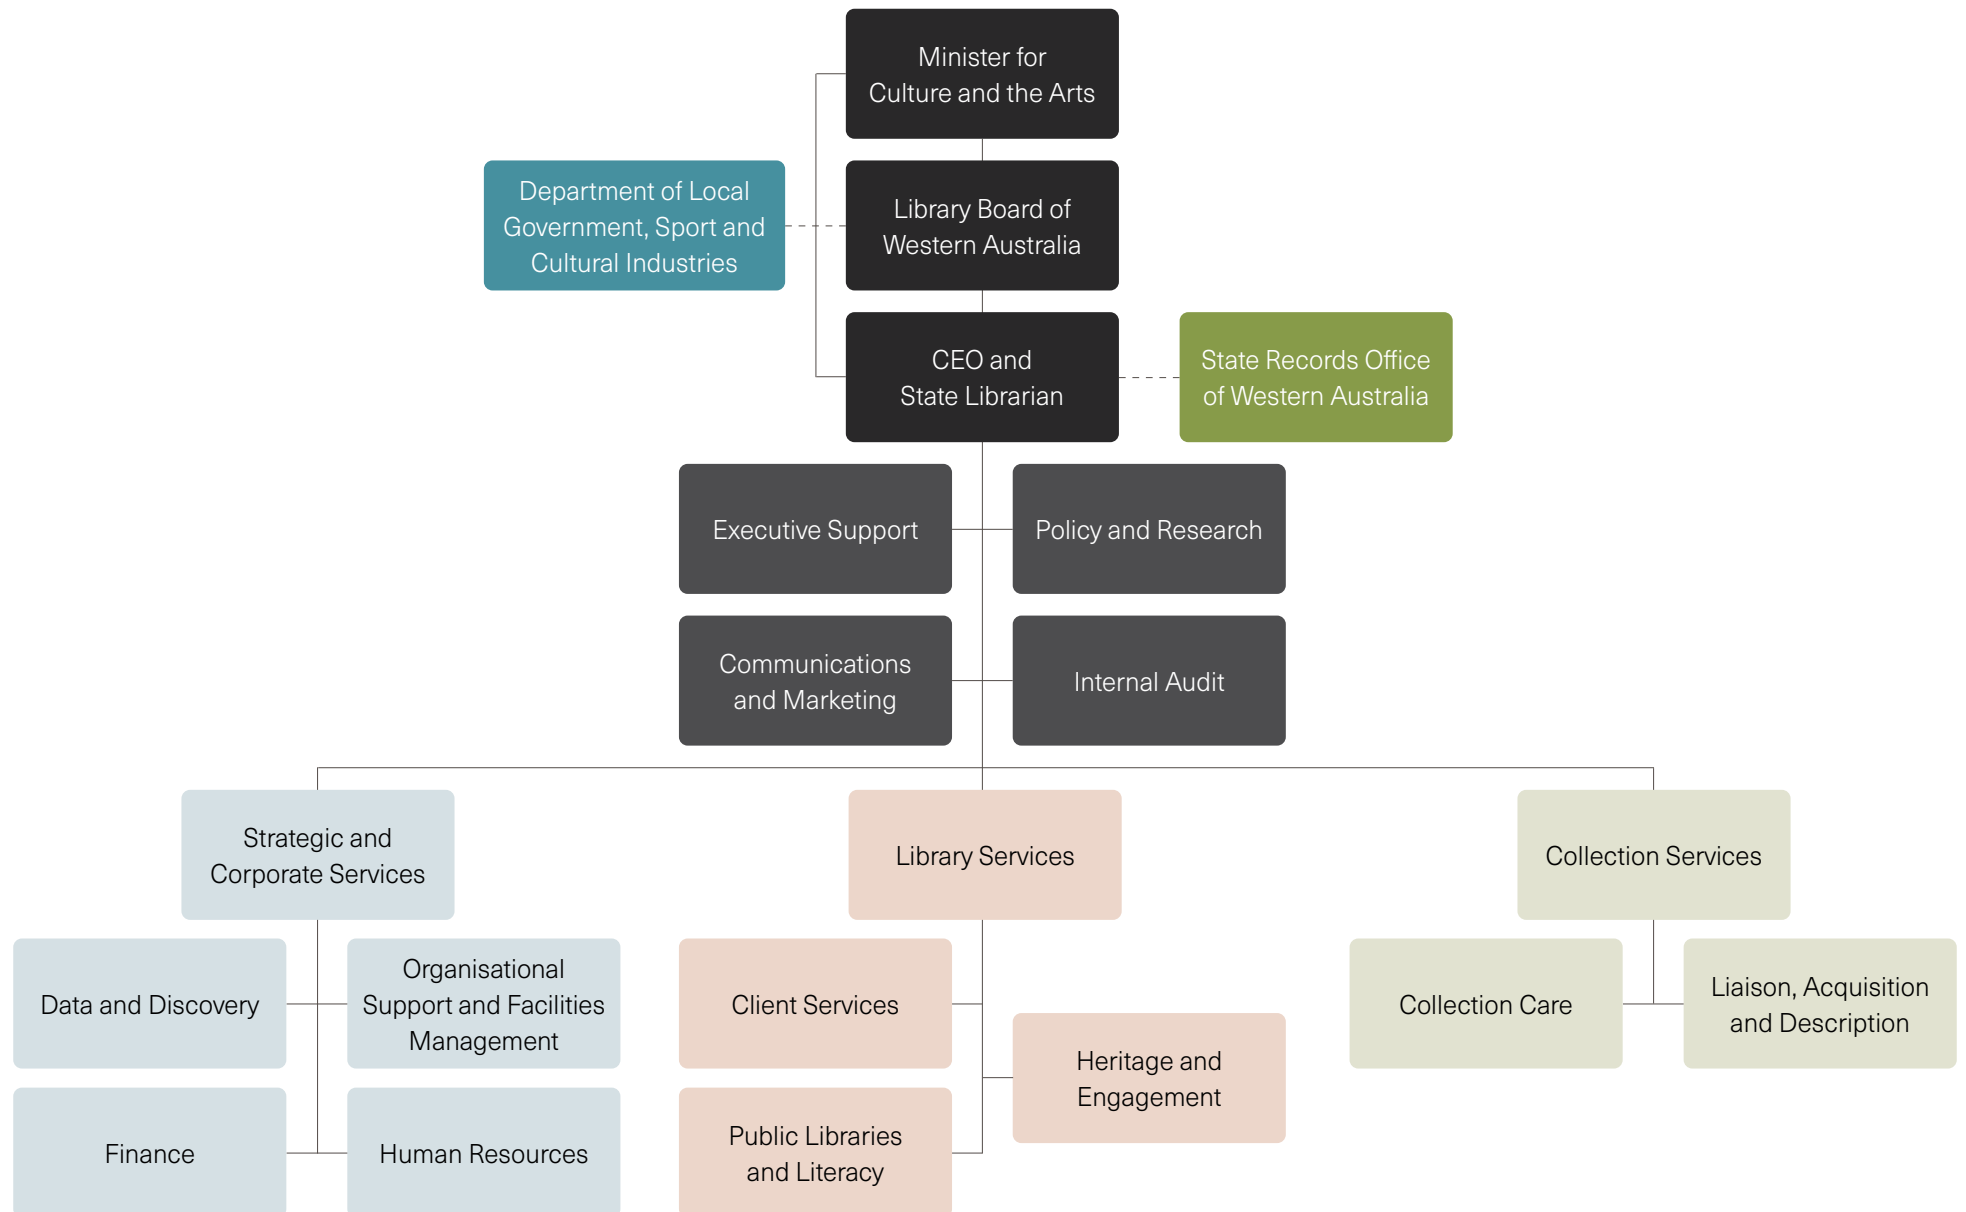 Minister for
Culture and the Arts
Department of Local
Government, Sport and
Cultural Industries
Library Board of
Western Australia
CEO and
State Librarian
State Records Office
of Western Australia
Executive Support
Policy and Research
Communications
and Marketing
Internal Audit
Strategic and
Corporate Services
Library Services
Collection Services
Data and Discovery
Organisational
Support and Facilities
Management
Client Services
Heritage and
Engagement
Collection Care
Liaison, Acquisition
and Description
Finance
Human Resources
Public Libraries
and Literacy